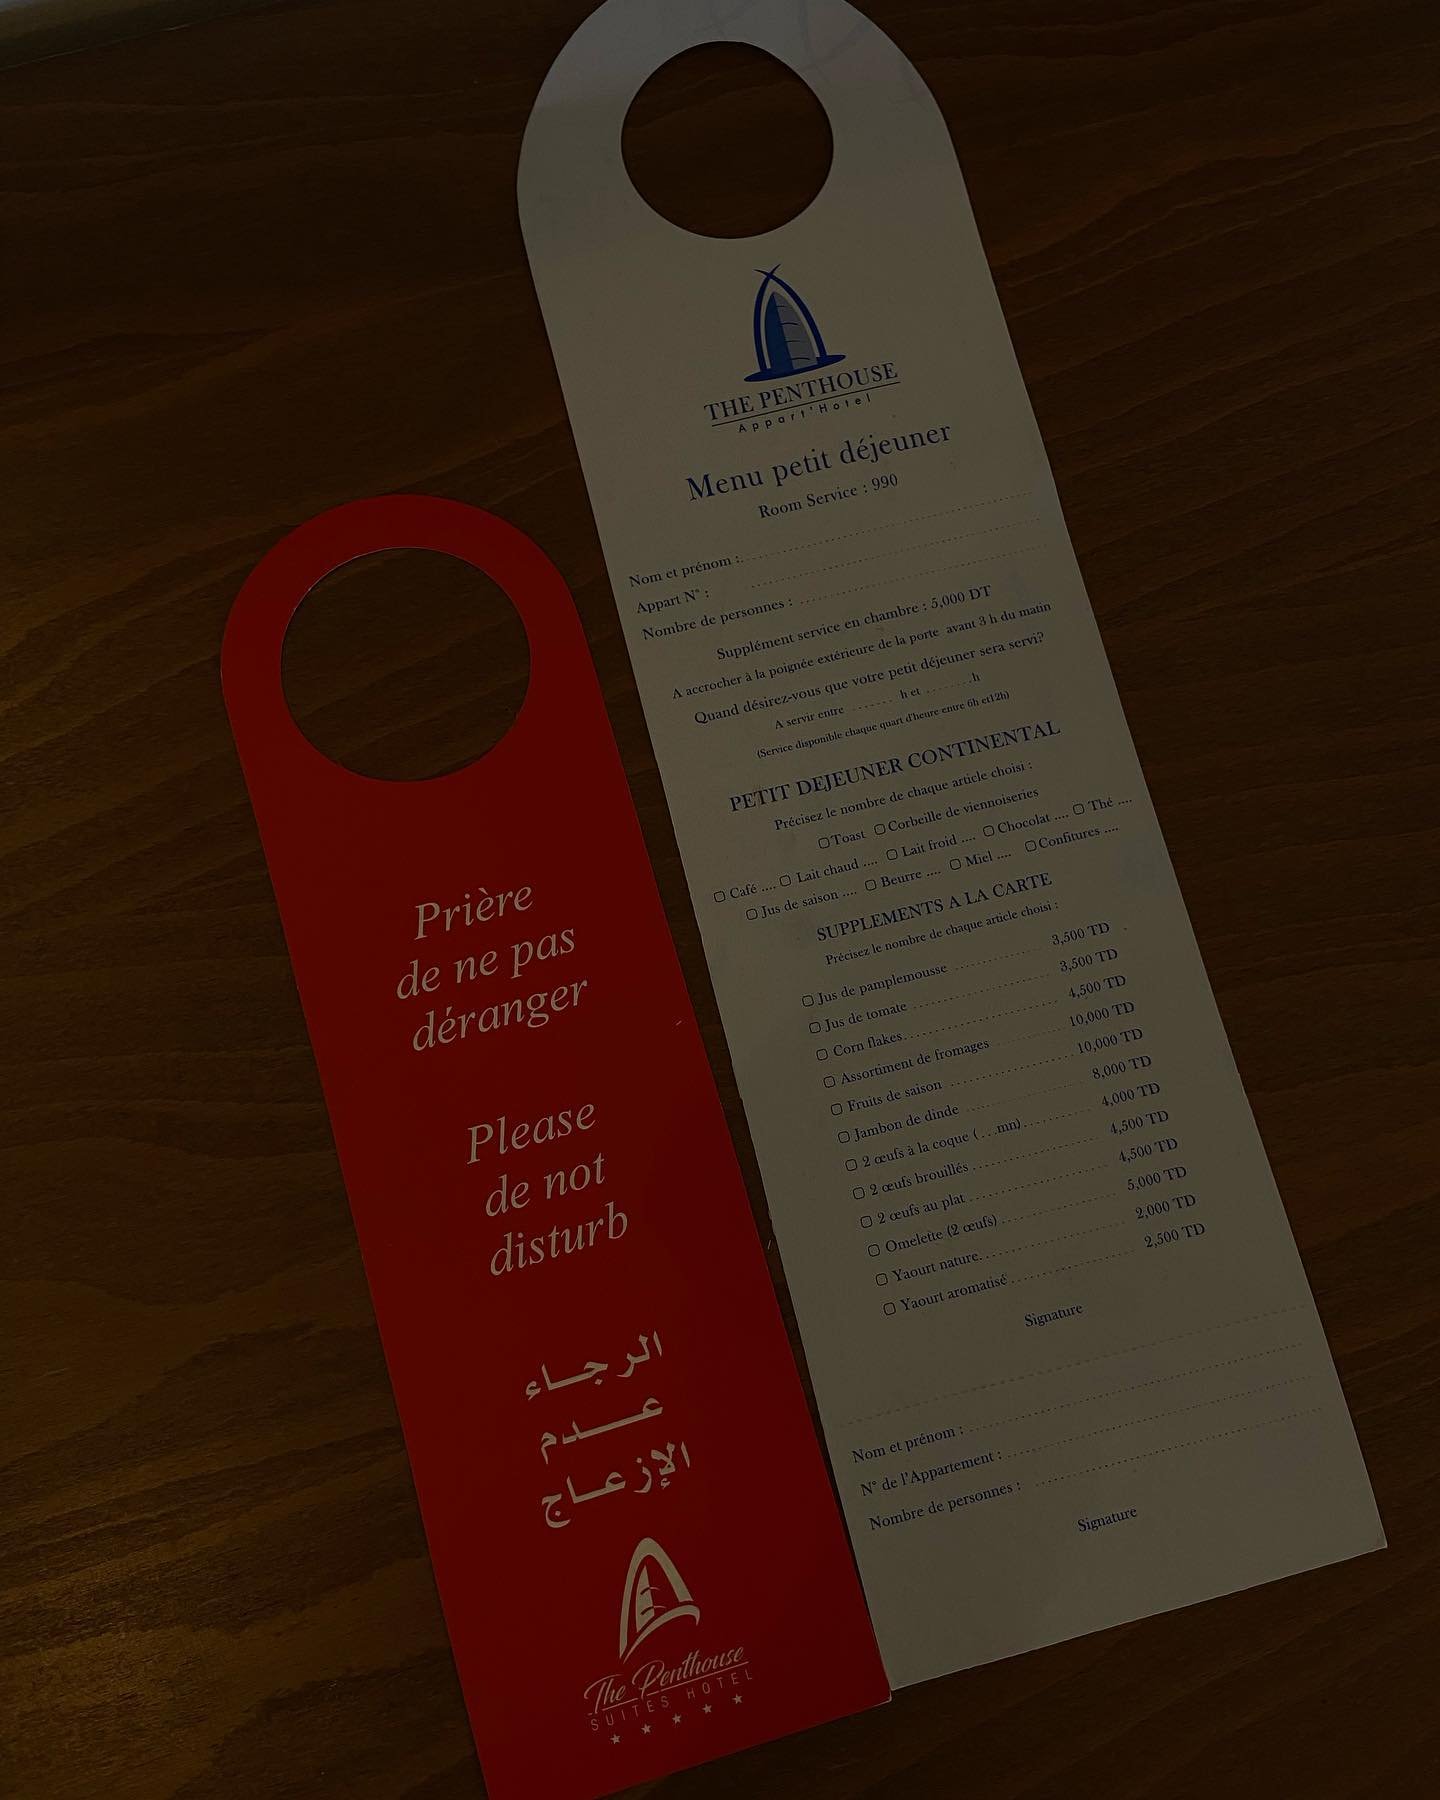 THE PENTHOUSE
Appart'Hotel
Menu petit déjeuner
Room Service : 990
Nom et prénom :
Appart N° :
Nombre de personnes :
Supplément service en chambre : 5,000 DT
A accrocher à la poignée extérieure de la porte avant 3 h du matin
Quand désirez-vous que votre petit déjeuner sera servi?
A servir entre ........ h et ........h
(Service disponible chaque quart d'heure entre 6h et12h)
PETIT DEJEUNER CONTINENTAL
Précisez le nombre de chaque article choisi :
Toast Corbeille de viennoiseries
Café .... Lait chaud .... Lait froid .... Chocolat .... Thé ....
Jus de saison .... Beurre .... Miel .... Confitures ....
SUPPLEMENTS A LA CARTE
Précisez le nombre de chaque article choisi :
Jus de pamplemousse 3,500 TD
Jus de tomate 3,500 TD
Corn flakes 4,500 TD
Assortiment de fromages 10,000 TD
Fruits de saison 10,000 TD
Jambon de dinde 8,000 TD
2 œufs à la coque (...mn) 4,000 TD
2 œufs brouillés 4,500 TD
2 œufs au plat 4,500 TD
Omelette (2 œufs) 5,000 TD
Yaourt nature 2,000 TD
Yaourt aromatisé 2,500 TD
Signature
Nom et prénom :
N° de l'Appartement :
Nombre de personnes :
Signature
Prière
de ne pas
déranger
Please
de not
disturb
الرجاء
عدم
الإزعاج
The Penthouse
SUITES HOTEL